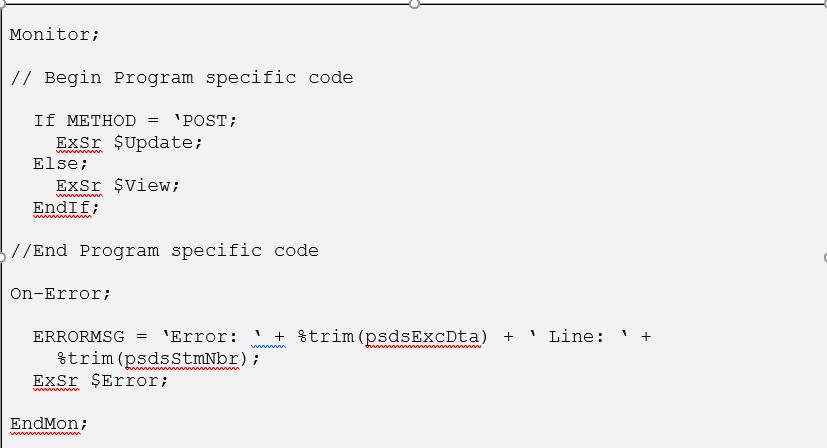 Monitor;
// Begin Program specific code
If METHOD = ‛POST;
ExSr $Update;
Else;
ExSr $View;
EndIf;
//End Program specific code
On-Error;
ERRORMSG = ‛Error: ‛ + %trim(psdsExcDta) + ‛ Line: ‛ +
%trim(psdsStmNbr);
ExSr $Error;
EndMon;